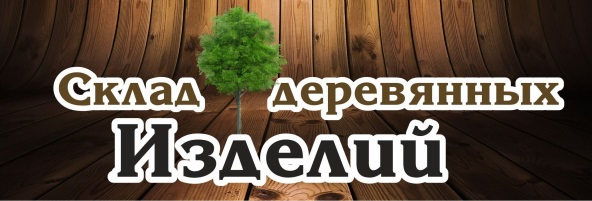 Склад деревянных
Изделий